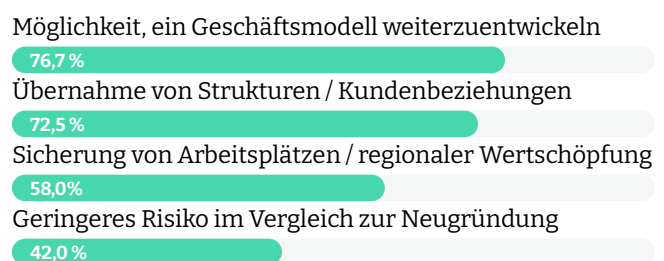 Möglichkeit, ein Geschäftsmodell weiterzuentwickeln
76,7 %
Übernahme von Strukturen / Kundenbeziehungen
72,5 %
Sicherung von Arbeitsplätzen / regionaler Wertschöpfung
58,0%
Geringeres Risiko im Vergleich zur Neugründung
42,0 %